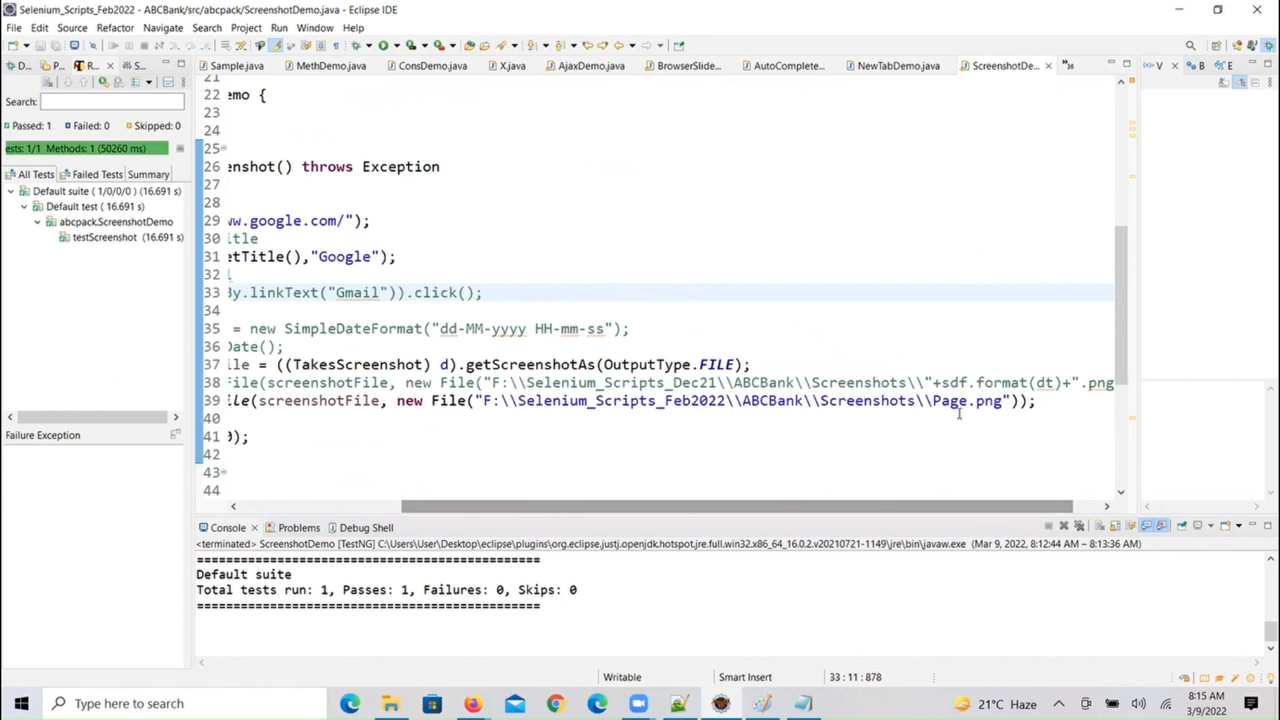 Selenium_Scripts_Feb2022 - ABCBank/src/abcpack/ScreenshotDemo.java - Eclipse IDE
File Edit Source Refactor Navigate Search Project Run Window Help
D... P... R... S... Sample.java MethDemo.java ConsDemo.java X.java AjaxDemo.java BrowserSlide... AutoComplete... NewTabDemo.java ScreenshotDe... »36 V B E
Search:
Passed: 1 Failed: 0 Skipped: 0
ests: 1/1 Methods: 1 (50260 ms)
All Tests Failed Tests Summary
Default suite ( 1/0/0/0 ) (16.691 s)
Default test ( 16.691 s)
abcpack.ScreenshotDemo
testScreenshot (16.691 s)
Failure Exception
21
22 emo {
23
24
25
26 enshot() throws Exception
27
28
29 ww.google.com/");
30 itle
31 etTitle(),"Google");
32 l
33 By.linkText("Gmail")).click();
34
35 = new SimpleDateFormat("dd-MM-yyyy HH-mm-ss");
36 Date();
37 ile = ((TakesScreenshot) d).getScreenshotAs(OutputType.FILE);
38 File(screenshotFile, new File("F:\\Selenium_Scripts_Dec21\\ABCBank\\Screenshots\\"+sdf.format(dt)+".png
39 ile(screenshotFile, new File("F:\\Selenium_Scripts_Feb2022\\ABCBank\\Screenshots\\Page.png"));
40
41 0);
42
43
44
Console Problems Debug Shell
<terminated> ScreenshotDemo [TestNG] C:\Users\User\Desktop\eclipse\plugins\org.eclipse.justj.openjdk.hotspot.jre.full.win32.x86_64_16.0.2.v20210721-1149\jre\bin\javaw.exe (Mar 9, 2022, 8:12:44 AM – 8:13:36 AM)
===============================================
Default suite
Total tests run: 1, Passes: 1, Failures: 0, Skips: 0
===============================================
Writable Smart Insert 33 : 11 : 878
Type here to search 21°C Haze 8:15 AM
3/9/2022